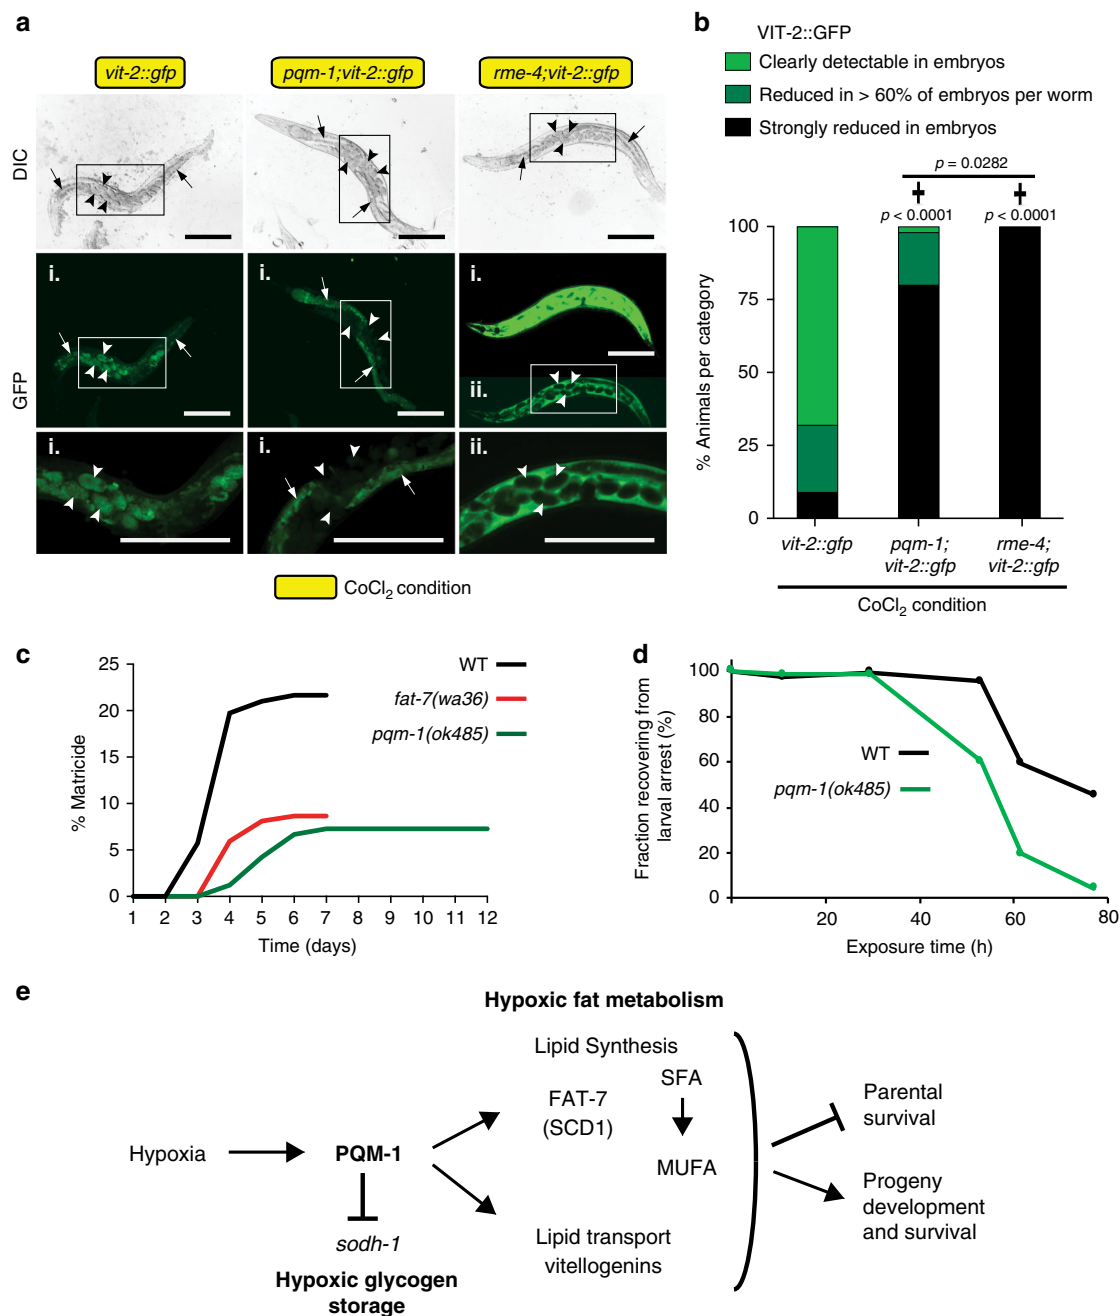 a
vit-2::gfp
pqm-1;vit-2::gfp
rme-4;vit-2::gfp
DIC
GFP
i.
i.
i.
ii.
i.
i.
ii.
CoCl2 condition
b
VIT-2::GFP
Clearly detectable in embryos
Reduced in > 60% of embryos per worm
Strongly reduced in embryos
p = 0.0282
p < 0.0001
p < 0.0001
% Animals per category
100
75
50
25
0
vit-2::gfp
pqm-1;
vit-2::gfp
rme-4;
vit-2::gfp
CoCl2 condition
c
% Matricide
25
20
15
10
5
0
1 2 3 4 5 6 7 8 9 10 11 12
Time (days)
WT
fat-7(wa36)
pqm-1(ok485)
d
Fraction recovering from
larval arrest (%)
100
80
60
40
20
0
20 40 60 80
Exposure time (h)
WT
pqm-1(ok485)
e
Hypoxic fat metabolism
Lipid Synthesis
FAT-7
(SCD1)
SFA
MUFA
Hypoxia
PQM-1
sodh-1
Hypoxic glycogen
storage
Lipid transport
vitellogenins
Parental
survival
Progeny
development
and survival